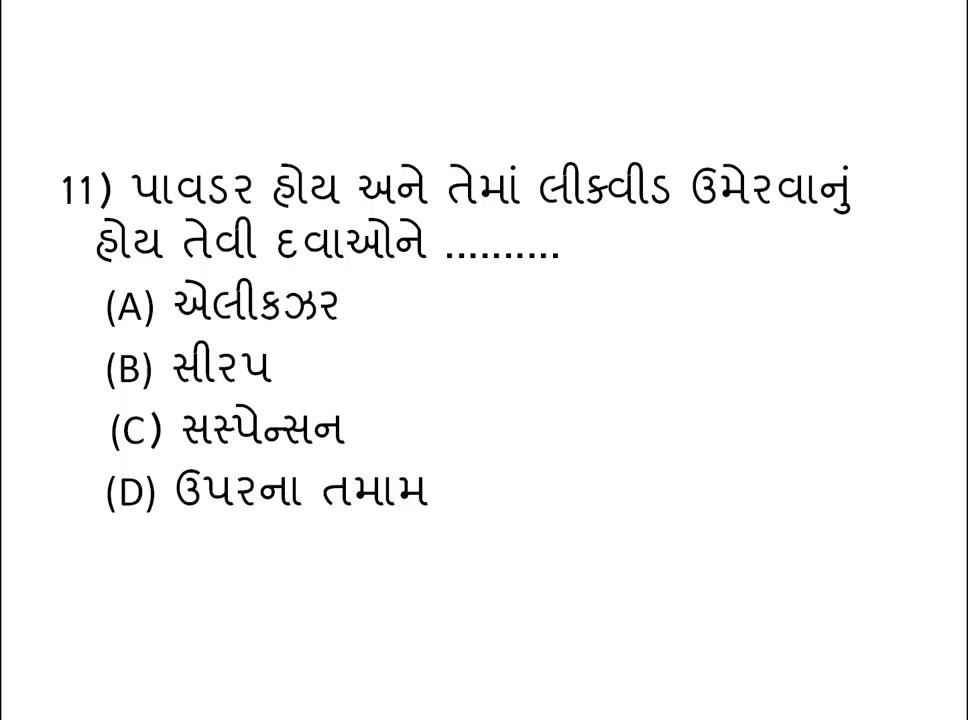 11) પાવડર હોય અને તેમાં લીક્વીડ ઉમેરવાનું
હોય તેવી દવાઓને ..........
(A) એલીકઝર
(B) સીરપ
(C) સસ્પેન્સન
(D) ઉપરના તમામ